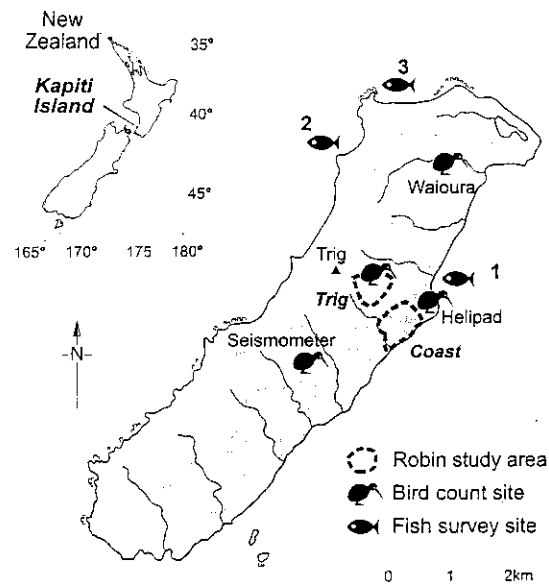 New
Zealand
Kapiti
Island
35°
40°
45°
165° 170° 175 180°
3
2
Waioura
Trig
1
Trig
Helipad
Seismometer
Coast
N
Robin study area
Bird count site
Fish survey site
0 1 2km